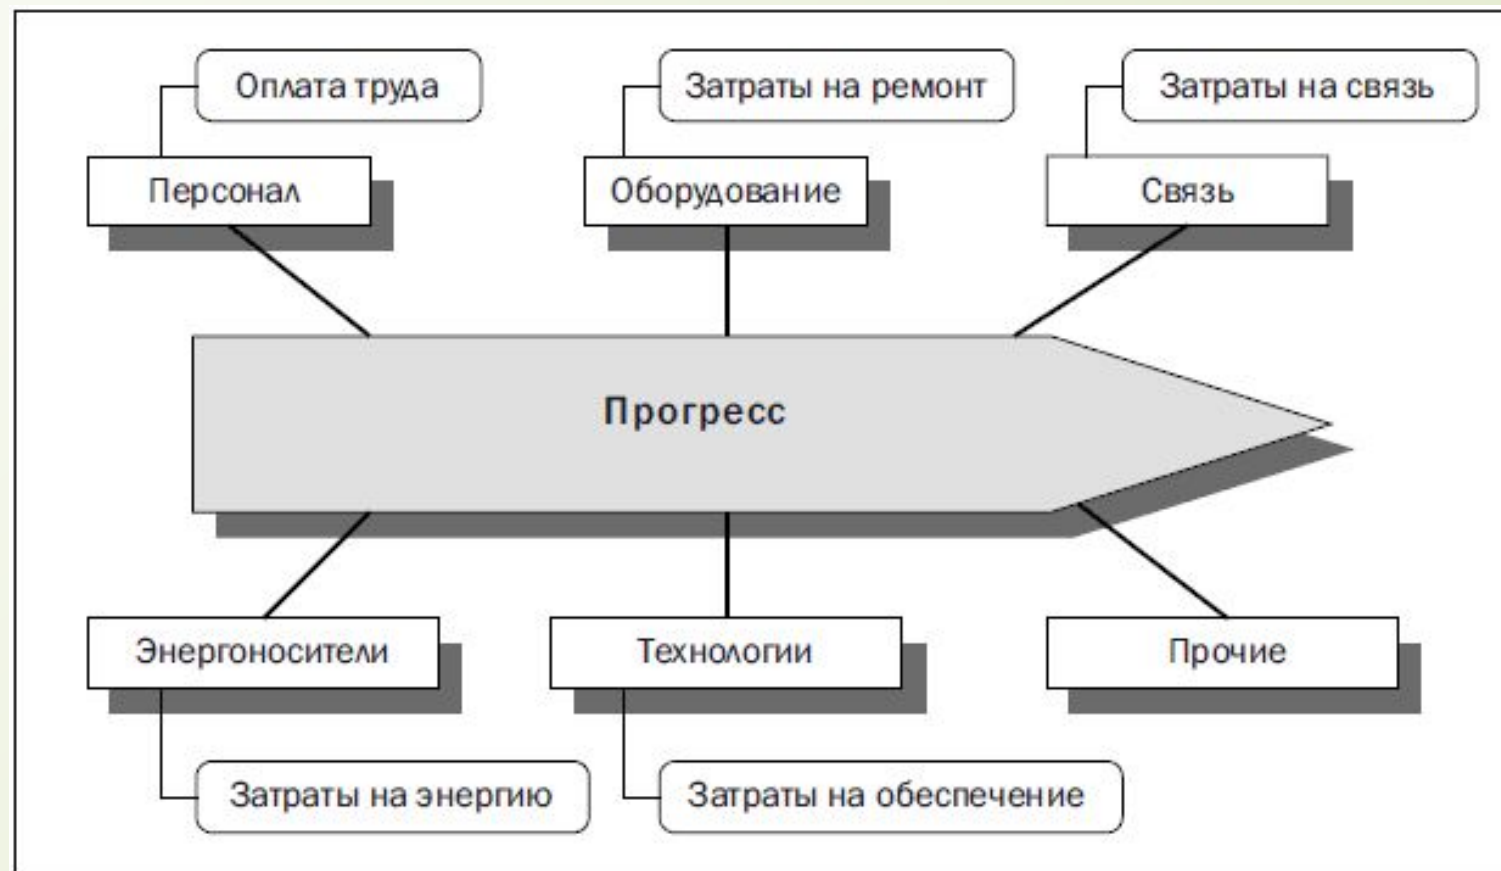 Оплата труда
Затраты на ремонт
Затраты на связь
Персонал
Оборудование
Связь
Прогресс
Энергоносители
Технологии
Прочие
Затраты на энергию
Затраты на обеспечение